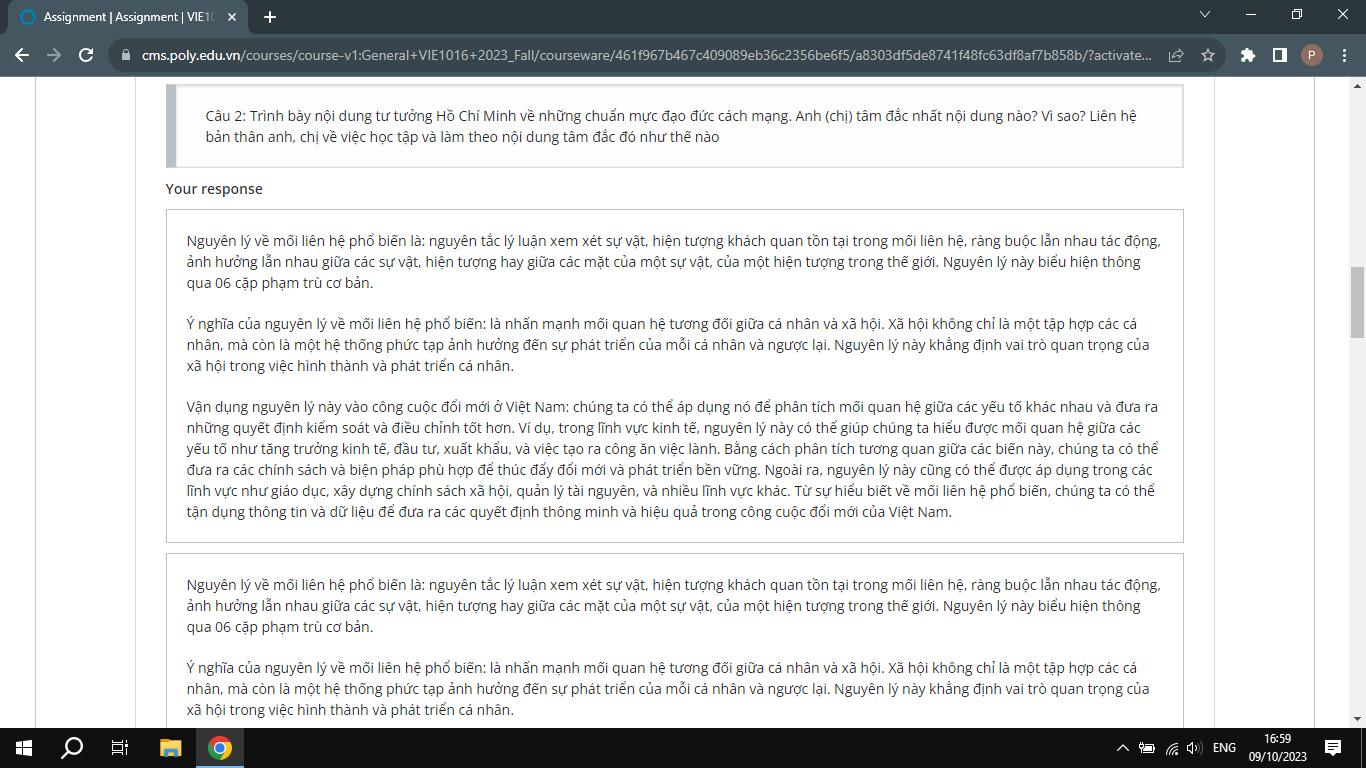 Assignment | Assignment | VIE10
cms.poly.edu.vn/courses/course-v1:General+VIE1016+2023_Fall/courseware/461f967b467c409089eb36c2356be6f5/a8303df5de8741f48fc63df8af7b858b/?activate...
P
Câu 2: Trình bày nội dung tư tưởng Hồ Chí Minh về những chuẩn mực đạo đức cách mạng. Anh (chị) tâm đắc nhất nội dung nào? Vì sao? Liên hệ
bản thân anh, chị về việc học tập và làm theo nội dung tâm đắc đó như thế nào
Your response
Nguyên lý về mối liên hệ phổ biến là: nguyên tắc lý luận xem xét sự vật, hiện tượng khách quan tồn tại trong mối liên hệ, ràng buộc lẫn nhau tác động,
ảnh hưởng lẫn nhau giữa các sự vật, hiện tượng hay giữa các mặt của một sự vật, của một hiện tượng trong thế giới. Nguyên lý này biểu hiện thông
qua 06 cặp phạm trù cơ bản.
Ý nghĩa của nguyên lý về mối liên hệ phổ biến: là nhấn mạnh mối quan hệ tương đối giữa cá nhân và xã hội. Xã hội không chỉ là một tập hợp các cá
nhân, mà còn là một hệ thống phức tạp ảnh hưởng đến sự phát triển của mỗi cá nhân và ngược lại. Nguyên lý này khẳng định vai trò quan trọng của
xã hội trong việc hình thành và phát triển cá nhân.
Vận dụng nguyên lý này vào công cuộc đổi mới ở Việt Nam: chúng ta có thể áp dụng nó để phân tích mối quan hệ giữa các yếu tố khác nhau và đưa ra
những quyết định kiểm soát và điều chỉnh tốt hơn. Ví dụ, trong lĩnh vực kinh tế, nguyên lý này có thể giúp chúng ta hiểu được mối quan hệ giữa các
yếu tố như tăng trưởng kinh tế, đầu tư, xuất khẩu, và việc tạo ra công ăn việc lành. Bằng cách phân tích tương quan giữa các biến này, chúng ta có thể
đưa ra các chính sách và biện pháp phù hợp để thúc đẩy đổi mới và phát triển bền vững. Ngoài ra, nguyên lý này cũng có thể được áp dụng trong các
lĩnh vực như giáo dục, xây dựng chính sách xã hội, quản lý tài nguyên, và nhiều lĩnh vực khác. Từ sự hiểu biết về mối liên hệ phổ biến, chúng ta có thể
tận dụng thông tin và dữ liệu để đưa ra các quyết định thông minh và hiệu quả trong công cuộc đổi mới của Việt Nam.
Nguyên lý về mối liên hệ phổ biến là: nguyên tắc lý luận xem xét sự vật, hiện tượng khách quan tồn tại trong mối liên hệ, ràng buộc lẫn nhau tác động,
ảnh hưởng lẫn nhau giữa các sự vật, hiện tượng hay giữa các mặt của một sự vật, của một hiện tượng trong thế giới. Nguyên lý này biểu hiện thông
qua 06 cặp phạm trù cơ bản.
Ý nghĩa của nguyên lý về mối liên hệ phổ biến: là nhấn mạnh mối quan hệ tương đối giữa cá nhân và xã hội. Xã hội không chỉ là một tập hợp các cá
nhân, mà còn là một hệ thống phức tạp ảnh hưởng đến sự phát triển của mỗi cá nhân và ngược lại. Nguyên lý này khẳng định vai trò quan trọng của
xã hội trong việc hình thành và phát triển cá nhân.
ENG
16:59
09/10/2023